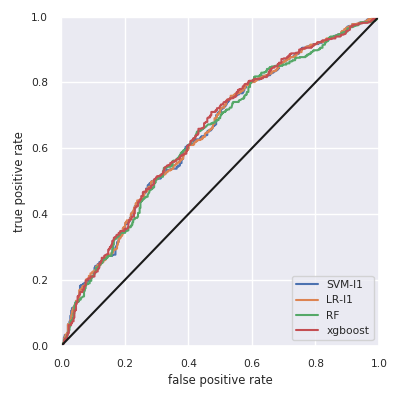 1.0
0.8
0.6
0.4
0.2
0.0
true positive rate
SVM-l1
LR-l1
RF
xgboost
0.0 0.2 0.4 0.6 0.8 1.0
false positive rate